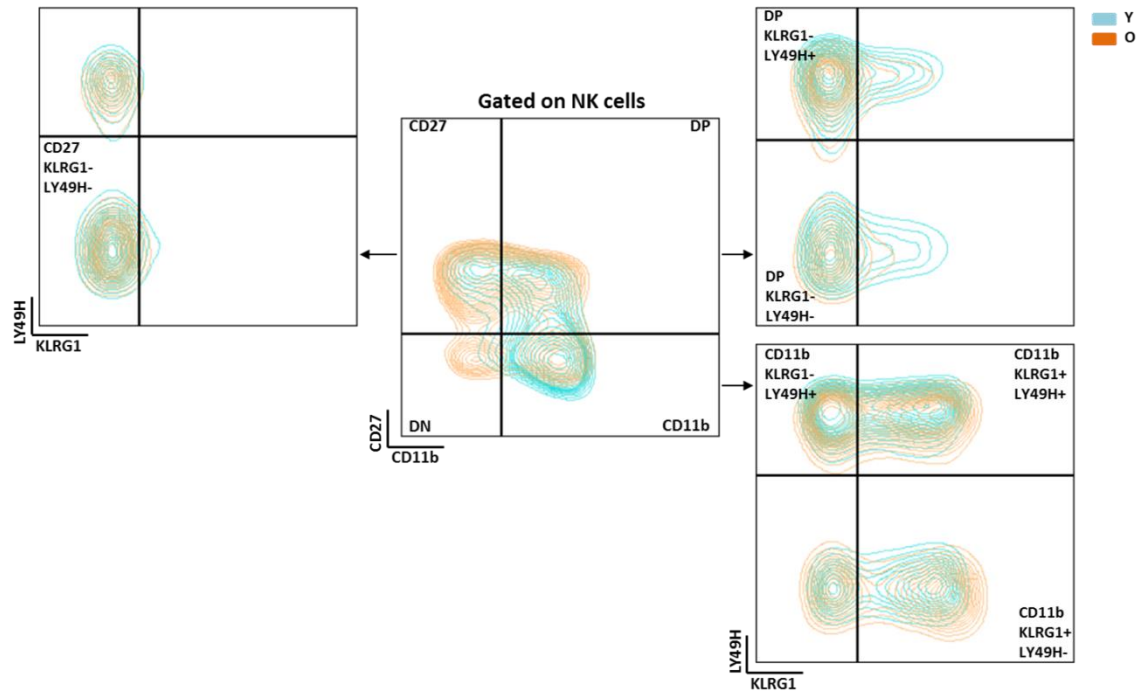 CD27
KLRG1-
LY49H-
LY49H
KLRG1
Gated on NK cells
CD27
DP
DN
CD11b
CD27
CD11b
DP
KLRG1-
LY49H+
DP
KLRG1-
LY49H-
Y
O
CD11b
KLRG1-
LY49H+
CD11b
KLRG1+
LY49H+
CD11b
KLRG1+
LY49H-
LY49H
KLRG1